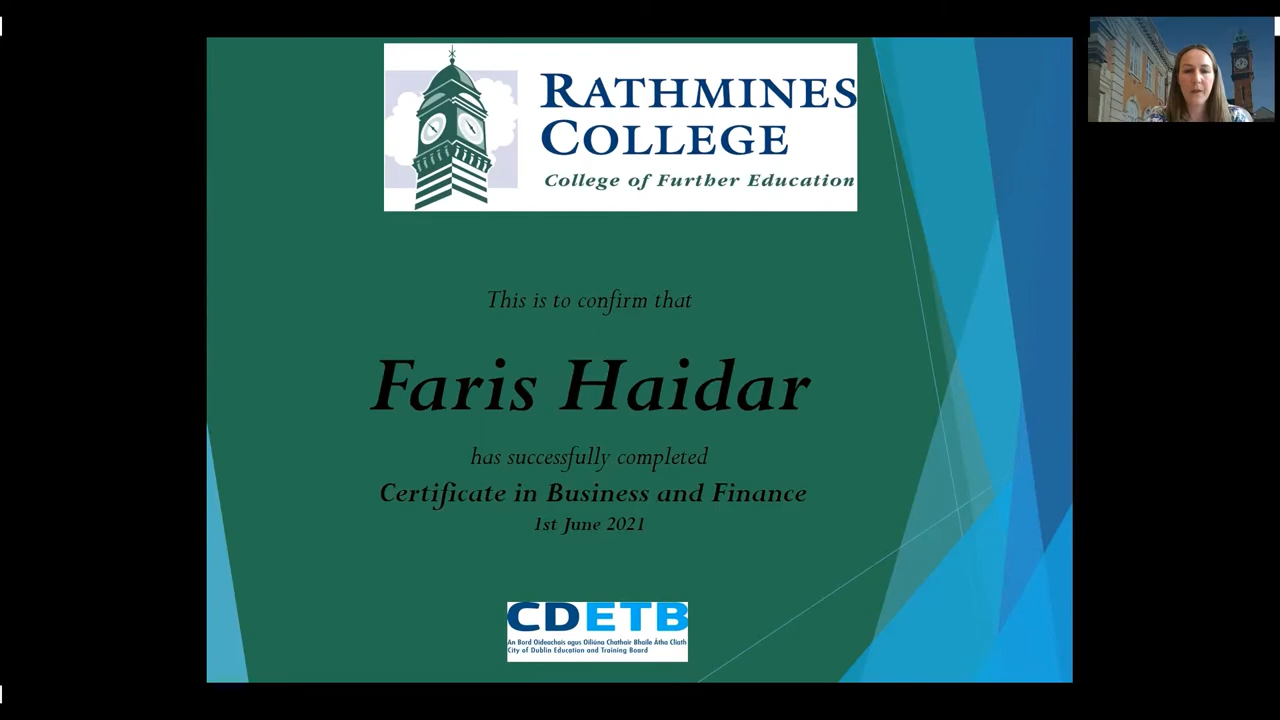 RATHMINES
COLLEGE
College of Further Education
This is to confirm that
Faris Haidar
has successfully completed
Certificate in Business and Finance
1st June 2021
CDETB
An Bord Oideachais agus Oiliúna Chathair Bhaile Átha Cliath
City of Dublin Education and Training Board